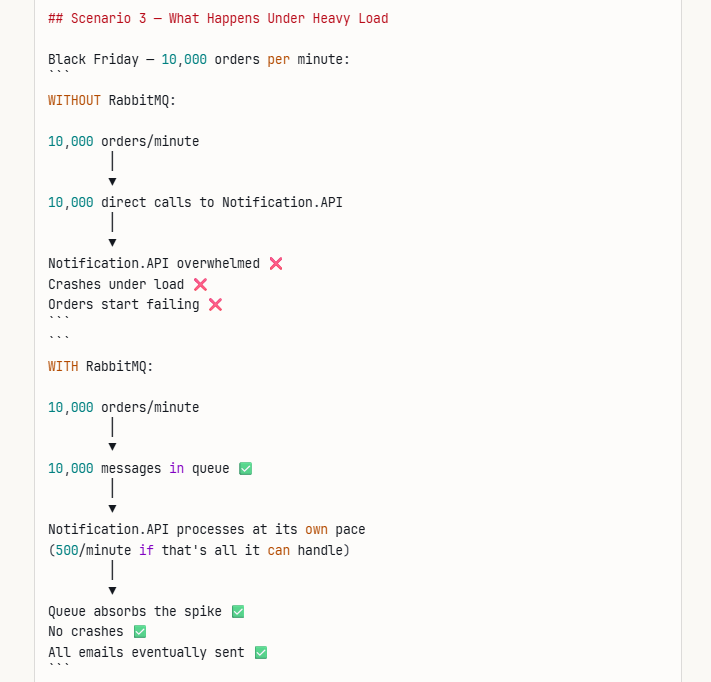 ## Scenario 3 — What Happens Under Heavy Load
Black Friday — 10,000 orders per minute:
```
WITHOUT RabbitMQ:
10,000 orders/minute
│
▼
10,000 direct calls to Notification.API
│
▼
Notification.API overwhelmed ❌
Crashes under load ❌
Orders start failing ❌
```
```
WITH RabbitMQ:
10,000 orders/minute
│
▼
10,000 messages in queue ✅
│
▼
Notification.API processes at its own pace
(500/minute if that's all it can handle)
│
▼
Queue absorbs the spike ✅
No crashes ✅
All emails eventually sent ✅
```